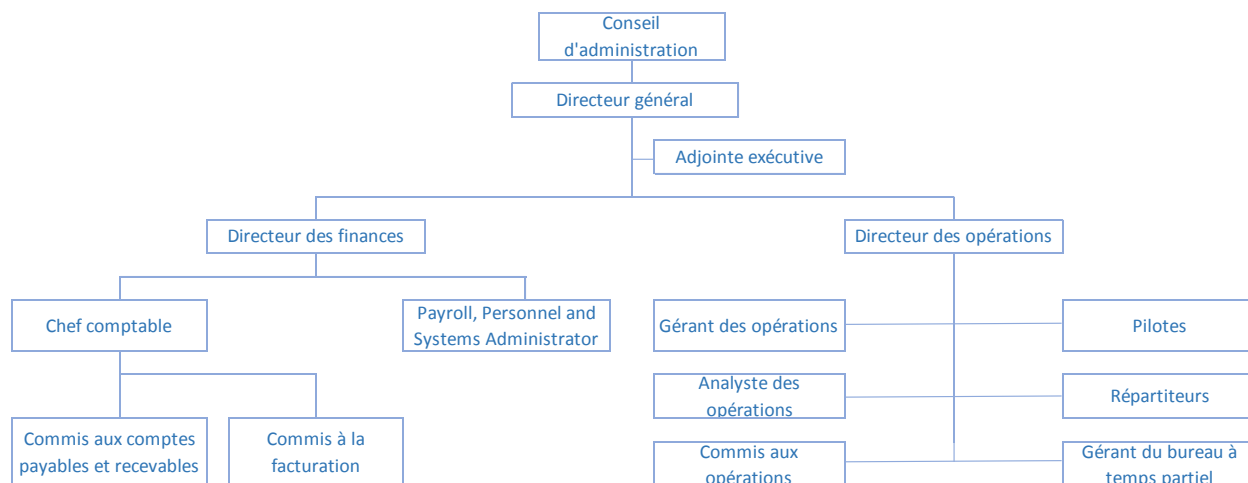 Conseil
d'administration
Directeur général
Adjointe exécutive
Directeur des finances
Directeur des opérations
Chef comptable
Payroll, Personnel and
Systems Administrator
Gérant des opérations
Pilotes
Analyste des
opérations
Répartiteurs
Commis aux comptes
payables et recevables
Commis à la
facturation
Commis aux
opérations
Gérant du bureau à
temps partiel